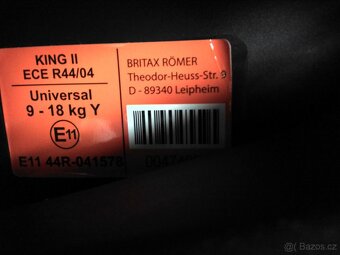 KING II
ECE R44/04
Universal
9 - 18 kg Y
E11
E11 44R-041578
BRITAX RÖMER
Theodor-Heuss-Str. 9
D - 89340 Leipheim
Bazos.cz